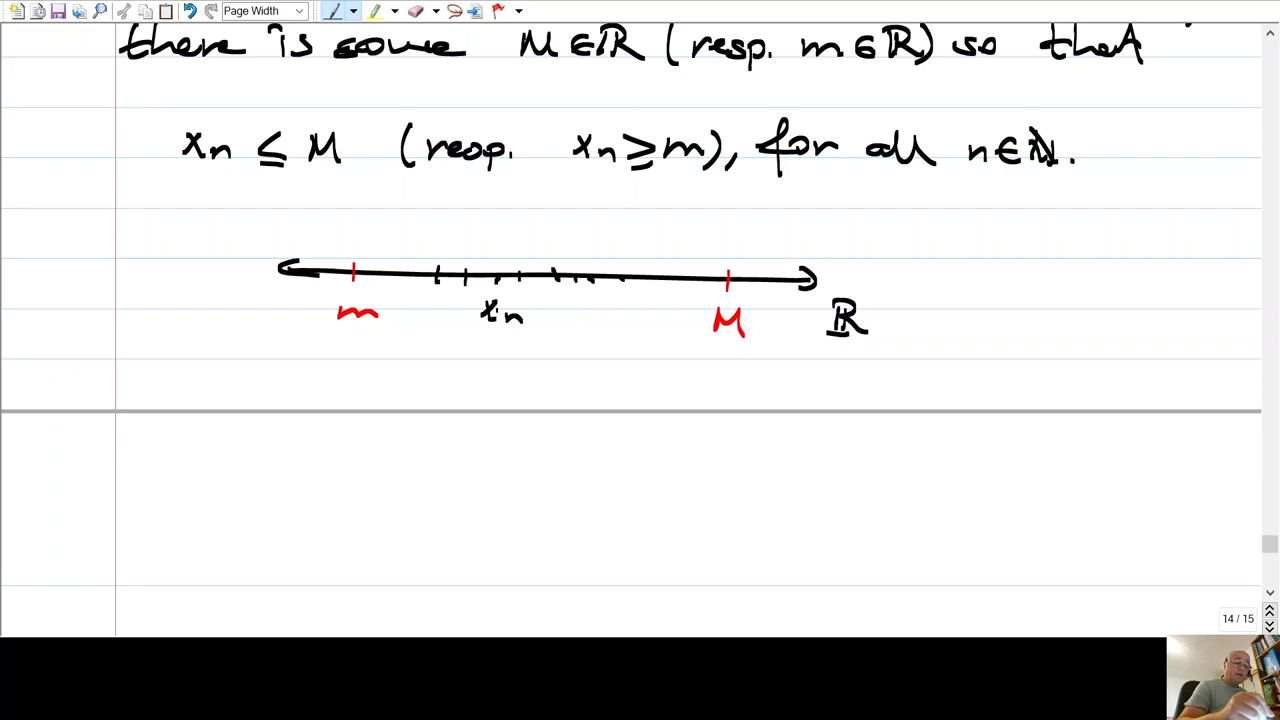 Page Width
there is some M∈ℝ (resp. m∈ℝ) so that
xn ≤ M (resp. xn ≥ m), for all n∈ℕ.
m xn M ℝ
14 / 15